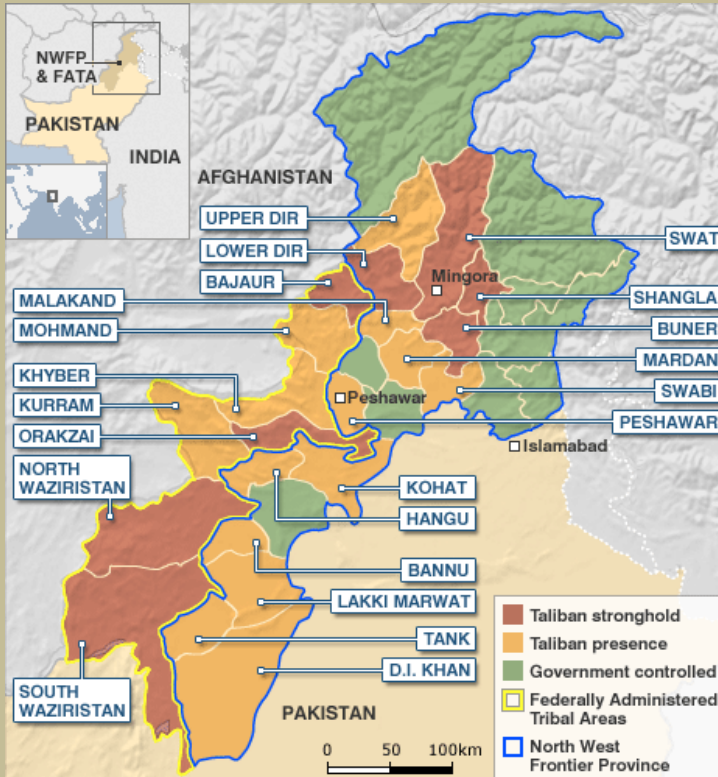 NWFP
& FATA
PAKISTAN
INDIA
AFGHANISTAN
UPPER DIR
LOWER DIR
BAJAUR
MALAKAND
MOHMAND
KHYBER
KURRAM
ORAKZAI
NORTH
WAZIRISTAN
SOUTH
WAZIRISTAN
Mingora
SWAT
SHANGLA
BUNER
MARDAN
SWABI
PESHAWAR
Peshawar
Islamabad
KOHAT
HANGU
BANNU
LAKKI MARWAT
TANK
D.I. KHAN
PAKISTAN
0 50 100km
Taliban stronghold
Taliban presence
Government controlled
Federally Administered
Tribal Areas
North West
Frontier Province